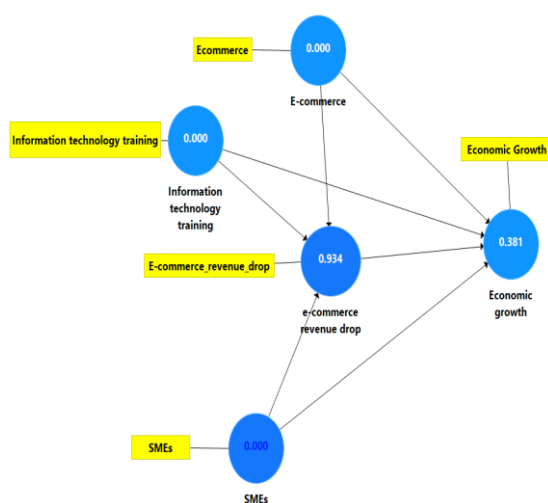 Ecommerce
0.000
E-commerce
Information technology training
0.000
Information
technology
training
Economic Growth
E-commerce_revenue_drop
0.934
e-commerce
revenue drop
0.381
Economic
growth
SMEs
0.000
SMEs